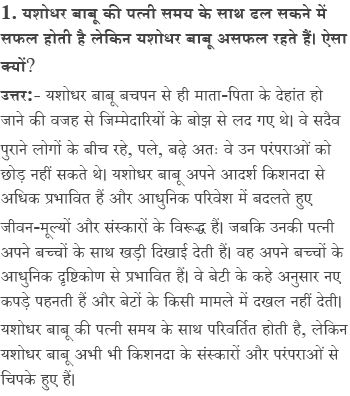 1. यशोधर बाबू की पत्नी समय के साथ ढल सकने में
सफल होती है लेकिन यशोधर बाबू असफल रहते हैं। ऐसा
क्यों?
उत्तर:- यशोधर बाबू बचपन से ही माता-पिता के देहांत हो
जाने की वजह से जिम्मेदारियों के बोझ से लद गए थे। वे सदैव
पुराने लोगों के बीच रहे, पले, बढ़े अतः वे उन परंपराओं को
छोड़ नहीं सकते थे। यशोधर बाबू अपने आदर्श किशनदा से
अधिक प्रभावित हैं और आधुनिक परिवेश में बदलते हुए
जीवन-मूल्यों और संस्कारों के विरूद्ध हैं। जबकि उनकी पत्नी
अपने बच्चों के साथ खड़ी दिखाई देती हैं। वह अपने बच्चों के
आधुनिक दृष्टिकोण से प्रभावित हैं। वे बेटी के कहे अनुसार नए
कपड़े पहनती हैं और बेटों के किसी मामले में दखल नहीं देती।
यशोधर बाबू की पत्नी समय के साथ परिवर्तित होती है, लेकिन
यशोधर बाबू अभी भी किशनदा के संस्कारों और परंपराओं से
चिपके हुए हैं।